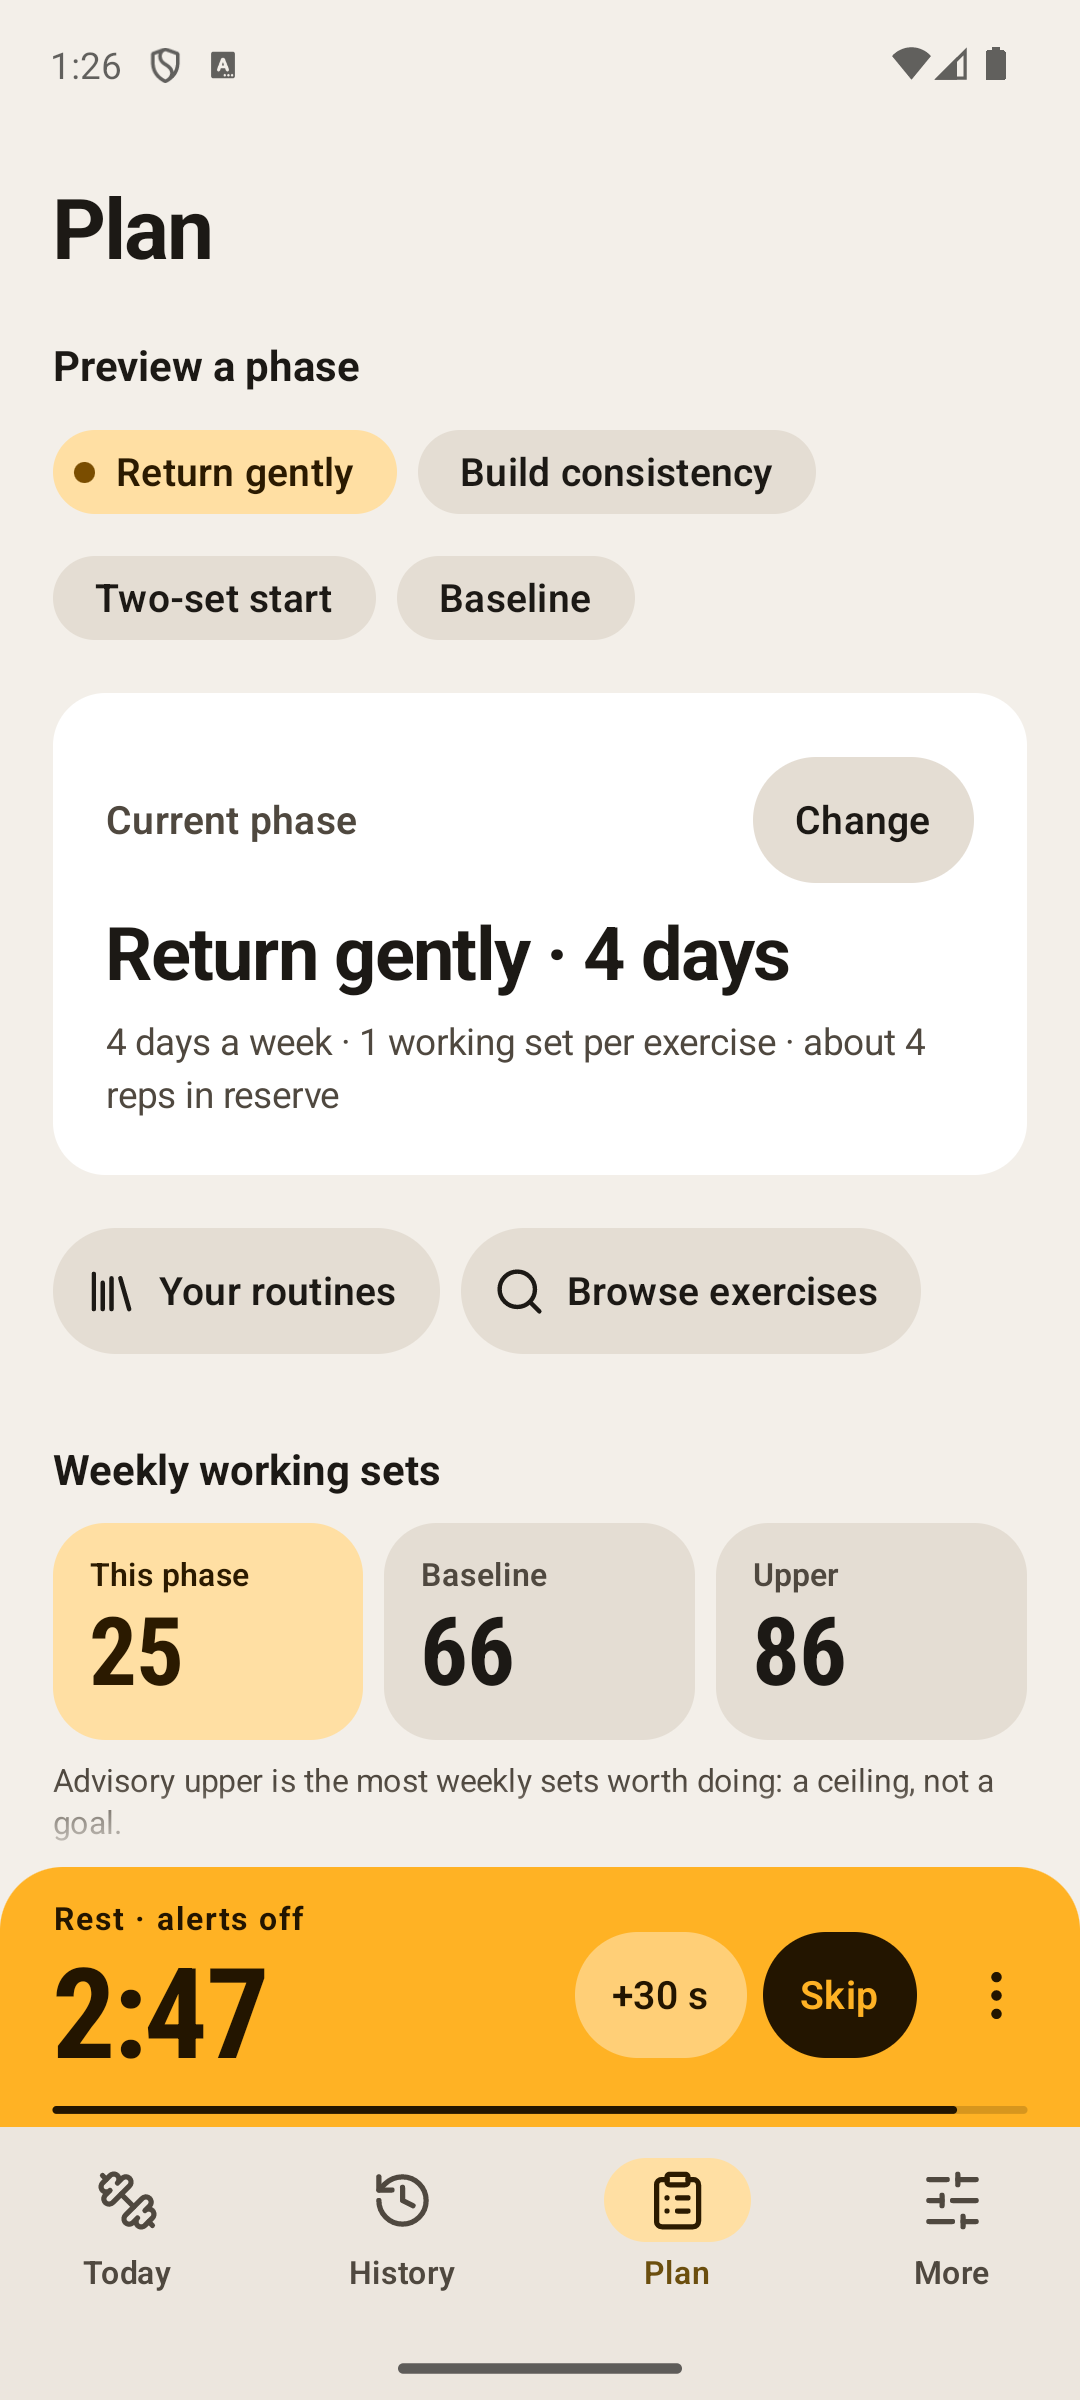 1:26
Plan
Preview a phase
Return gently
Build consistency
Two-set start
Baseline
Current phase
Change
Return gently · 4 days
4 days a week · 1 working set per exercise · about 4
reps in reserve
Your routines
Browse exercises
Weekly working sets
This phase
25
Baseline
66
Upper
86
Advisory upper is the most weekly sets worth doing: a ceiling, not a
goal.
Rest · alerts off
2:47
+30 s
Skip
Today
History
Plan
More